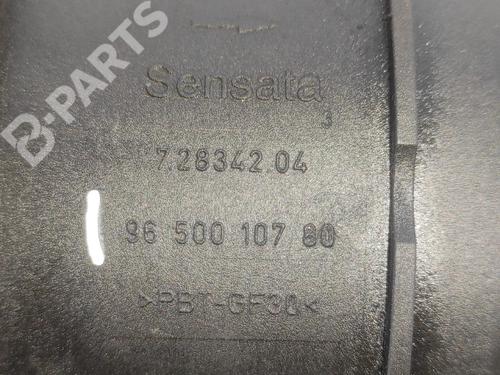 B-PARTS
Sensata
3
7.28342.04
96 500 107 80
>PBT-GF30<